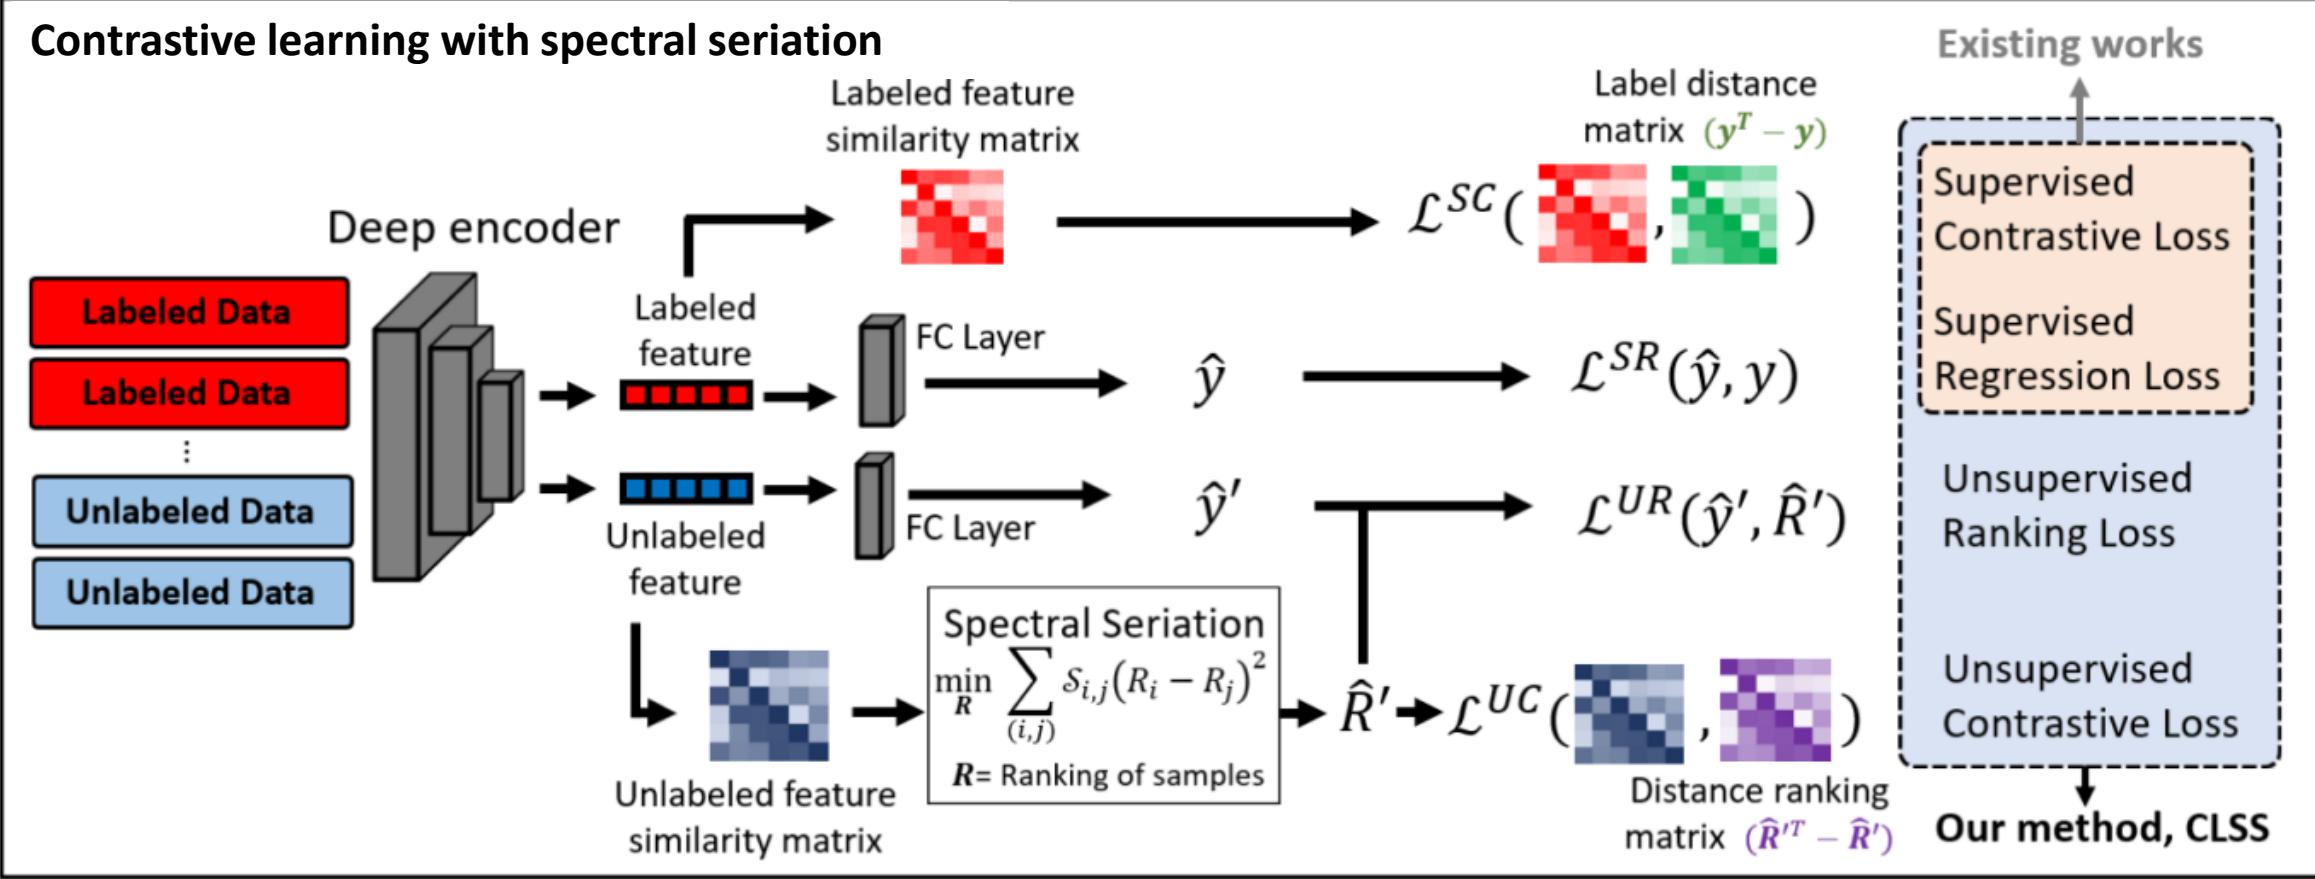 Contrastive learning with spectral seriation
Existing works
Labeled feature
similarity matrix
Label distance
matrix (y^T − y)
Deep encoder
ℒ^{SC}( , )
Supervised
Contrastive Loss
Labeled Data
Labeled Data
⋮
Unlabeled Data
Unlabeled Data
Labeled
feature
FC Layer
ŷ
ℒ^{SR}(ŷ, y)
Supervised
Regression Loss
Unlabeled
feature
FC Layer
ŷ′
ℒ^{UR}(ŷ′, R̂′)
Unsupervised
Ranking Loss
Unlabeled feature
similarity matrix
Spectral Seriation
min_R ∑_{(i,j)} S_{i,j}(R_i − R_j)^2
R= Ranking of samples
R̂′
ℒ^{UC}( , )
Distance ranking
matrix (R̂′^T − R̂′)
Unsupervised
Contrastive Loss
Our method, CLSS